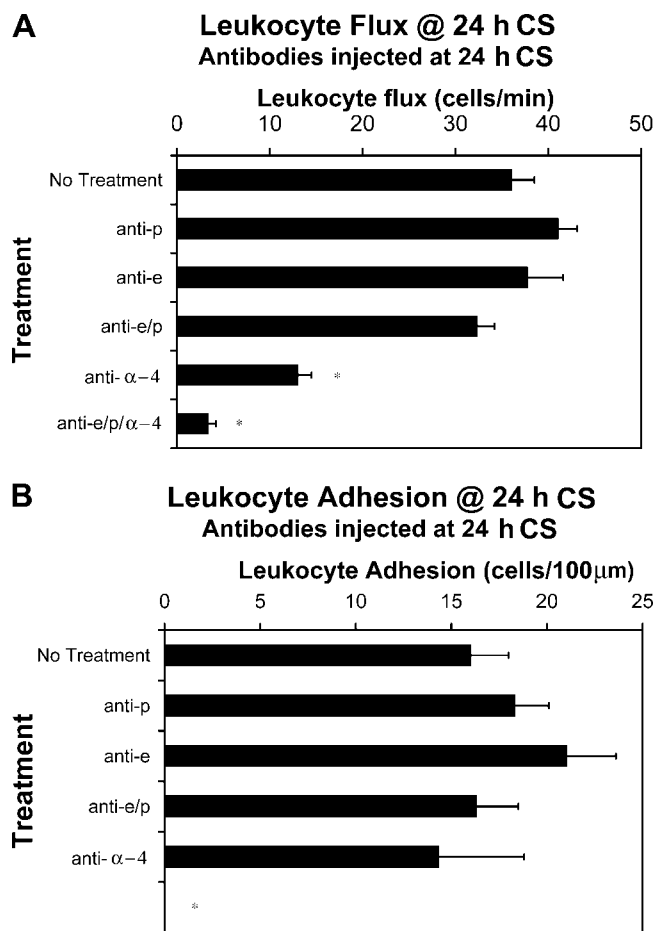 A
Leukocyte Flux @ 24 h CS
Antibodies injected at 24 h CS
Leukocyte flux (cells/min)
0 10 20 30 40 50
Treatment
No Treatment
anti-p
anti-e
anti-e/p
anti- α−4
*
anti-e/p/α−4
*
B
Leukocyte Adhesion @ 24 h CS
Antibodies injected at 24 h CS
Leukocyte Adhesion (cells/100μm)
0 5 10 15 20 25
Treatment
No Treatment
anti-p
anti-e
anti-e/p
anti- α−4
*